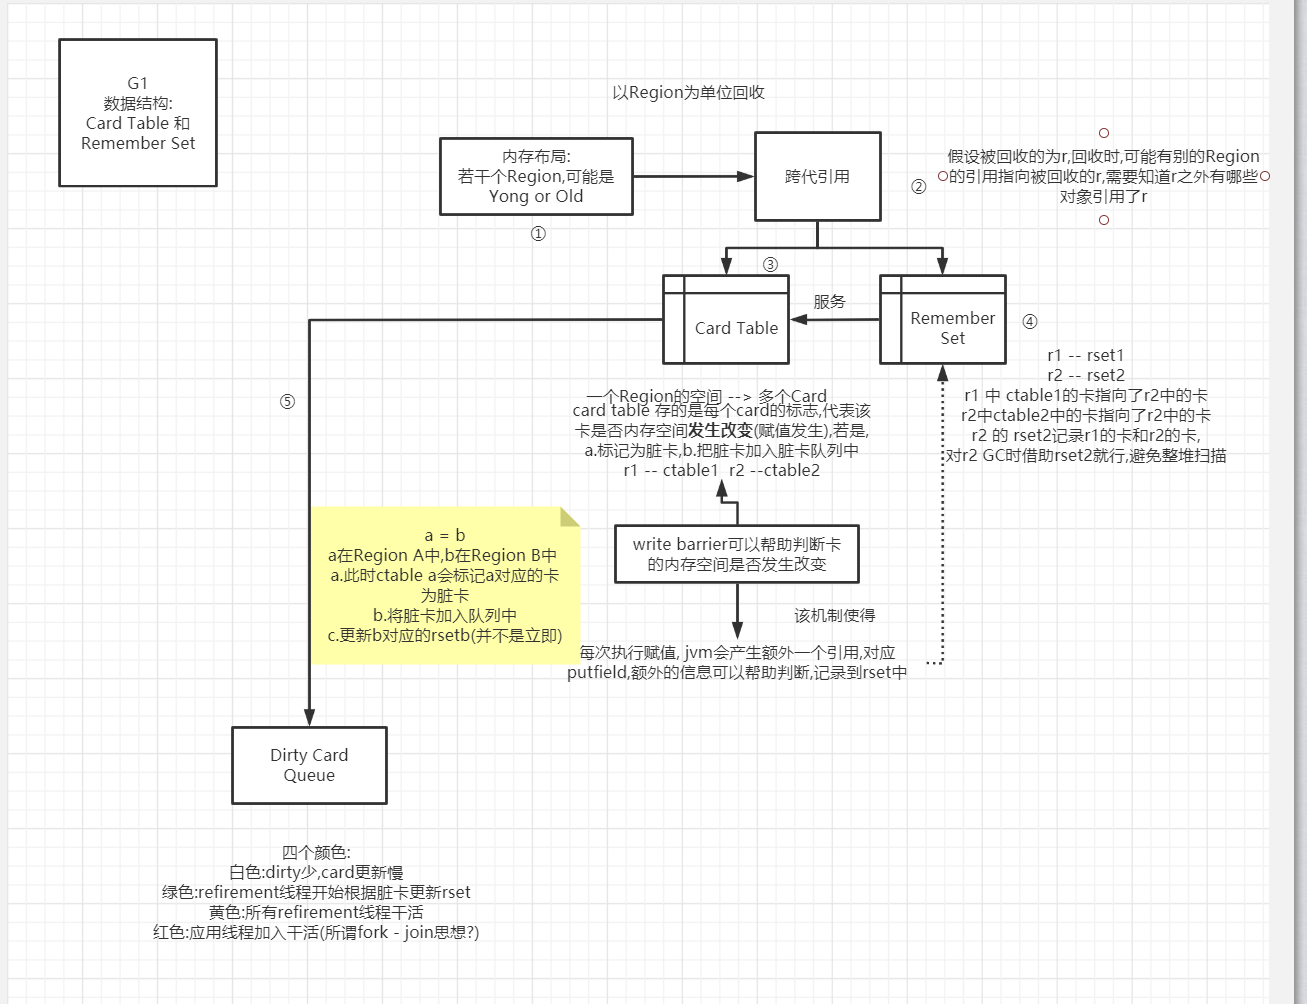 G1
数据结构:
Card Table 和
Remember Set
以Region为单位回收
内存布局:
若干个Region,可能是
Yong or Old
①
跨代引用
②
假设被回收的为r,回收时,可能有别的Region
的引用指向被回收的r,需要知道r之外有哪些
对象引用了r
③
Card Table
服务
Remember
Set
④
r1 -- rset1
r2 -- rset2
r1 中 ctable1的卡指向了r2中的卡
r2中ctable2中的卡指向了r2中的卡
r2 的 rset2记录r1的卡和r2的卡,
对r2 GC时借助rset2就行,避免整堆扫描
⑤
一个Region的空间 --> 多个Card
card table 存的是每个card的标志,代表该
卡是否内存空间发生改变(赋值发生),若是,
a.标记为脏卡,b.把脏卡加入脏卡队列中
r1 -- ctable1 r2 --ctable2
write barrier可以帮助判断卡
的内存空间是否发生改变
该机制使得
每次执行赋值, jvm会产生额外一个引用,对应
putfield,额外的信息可以帮助判断,记录到rset中
a = b
a在Region A中,b在Region B中
a.此时ctable a会标记a对应的卡
为脏卡
b.将脏卡加入队列中
c.更新b对应的rsetb(并不是立即)
Dirty Card
Queue
四个颜色:
白色:dirty少,card更新慢
绿色:refirement线程开始根据脏卡更新rset
黄色:所有refirement线程干活
红色:应用线程加入干活(所谓fork - join思想?)